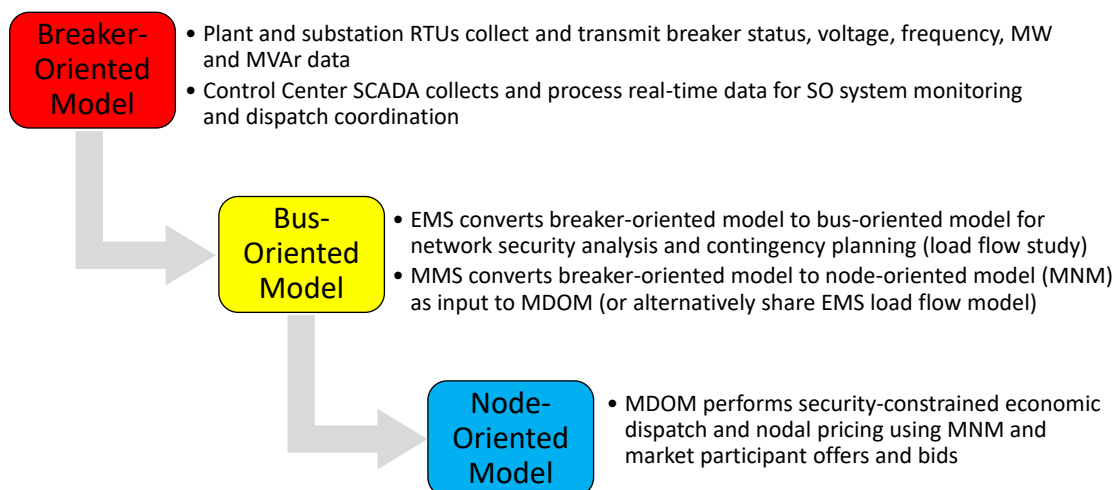 Breaker-
Oriented
Model
• Plant and substation RTUs collect and transmit breaker status, voltage, frequency, MW
and MVAr data
• Control Center SCADA collects and process real-time data for SO system monitoring
and dispatch coordination
Bus-
Oriented
Model
• EMS converts breaker-oriented model to bus-oriented model for
network security analysis and contingency planning (load flow study)
• MMS converts breaker-oriented model to node-oriented model (MNM)
as input to MDOM (or alternatively share EMS load flow model)
Node-
Oriented
Model
• MDOM performs security-constrained economic
dispatch and nodal pricing using MNM and
market participant offers and bids